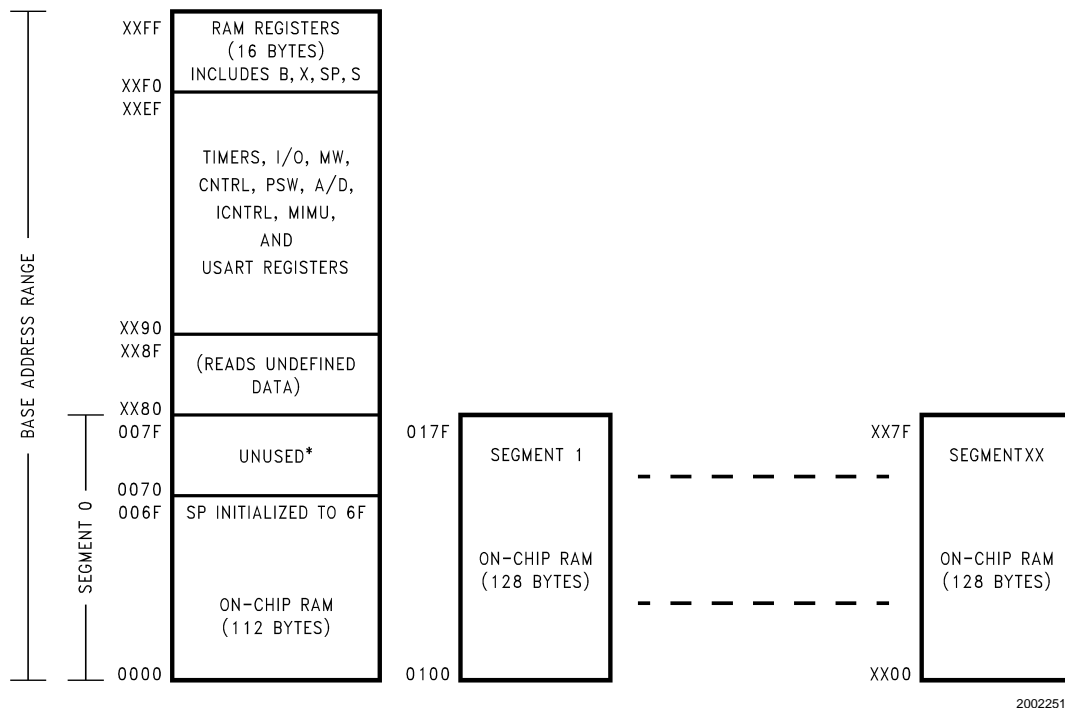 XXFF
RAM REGISTERS
(16 BYTES)
INCLUDES B, X, SP, S
XXF0
XXEF
TIMERS, I/O, MW,
CNTRL, PSW, A/D,
ICNTRL, MIMU,
AND
USART REGISTERS
XX90
XX8F
(READS UNDEFINED
DATA)
XX80
007F
UNUSED*
0070
006F
SP INITIALIZED TO 6F
ON-CHIP RAM
(112 BYTES)
0000
BASE ADDRESS RANGE
SEGMENT 0
017F
SEGMENT 1
ON-CHIP RAM
(128 BYTES)
0100
XX7F
SEGMENT XX
ON-CHIP RAM
(128 BYTES)
XX00
2002251